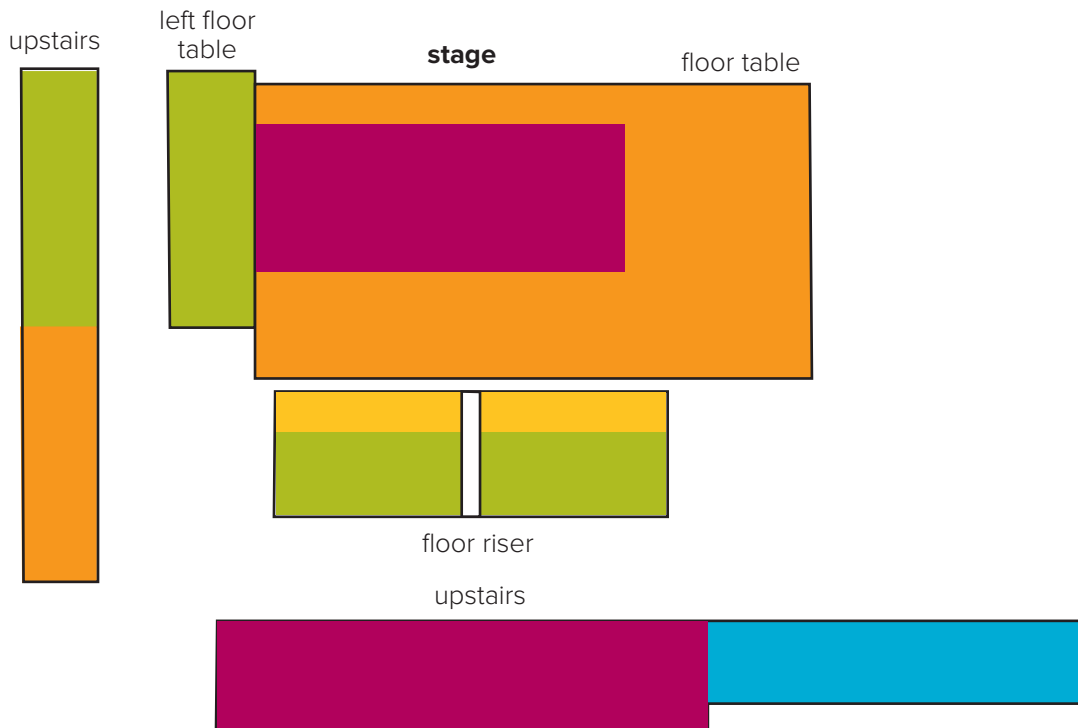 upstairs
left floor
table
stage
floor table
floor riser
upstairs